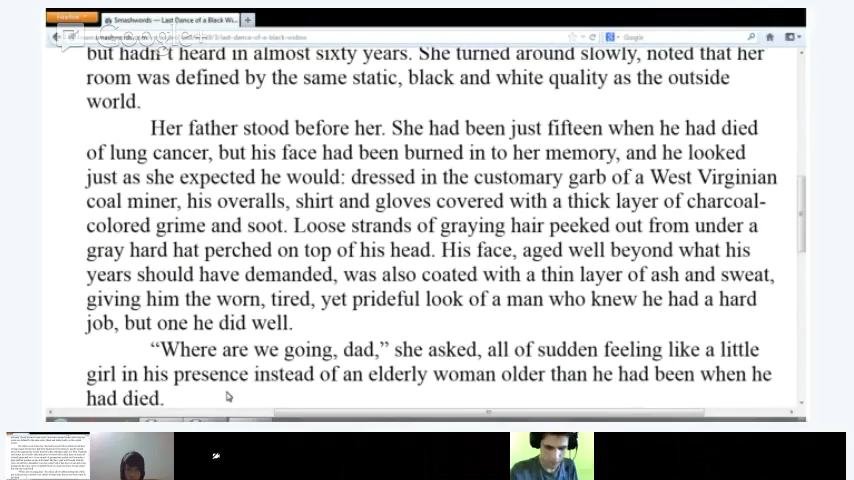 Firefox
Smashwords — Last Dance of a Black Wi...
Google+
Google
but hadn't heard in almost sixty years. She turned around slowly, noted that her
room was defined by the same static, black and white quality as the outside
world.
Her father stood before her. She had been just fifteen when he had died
of lung cancer, but his face had been burned in to her memory, and he looked
just as she expected he would: dressed in the customary garb of a West Virginian
coal miner, his overalls, shirt and gloves covered with a thick layer of charcoal-
colored grime and soot. Loose strands of graying hair peeked out from under a
gray hard hat perched on top of his head. His face, aged well beyond what his
years should have demanded, was also coated with a thin layer of ash and sweat,
giving him the worn, tired, yet prideful look of a man who knew he had a hard
job, but one he did well.
“Where are we going, dad,” she asked, all of sudden feeling like a little
girl in his presence instead of an elderly woman older than he had been when he
had died.